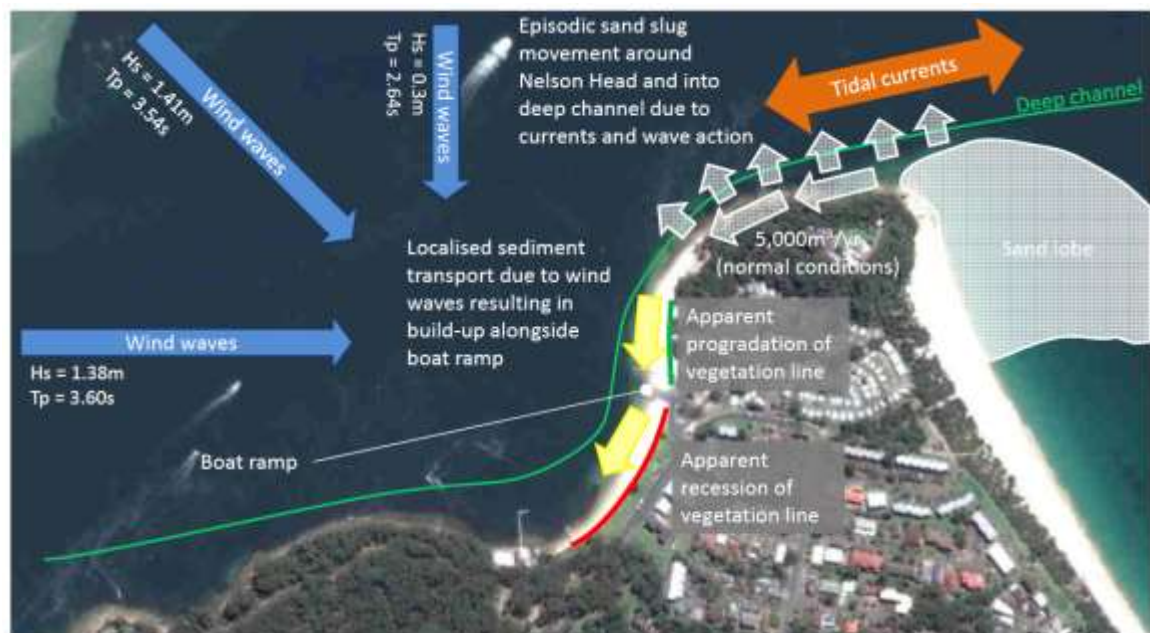 Hs = 1.41m
Tp = 3.54s
Wind waves
Hs = 0.3m
Tp = 2.64s
Wind waves
Episodic sand slug
movement around
Nelson Head and into
deep channel due to
currents and wave action
Tidal currents
Deep channel
Localised sediment
transport due to wind
waves resulting in
build-up alongside
boat ramp
5,000m³/yr
(normal conditions)
Sand lobe
Wind waves
Hs = 1.38m
Tp = 3.60s
Apparent
progradation of
vegetation line
Boat ramp
Apparent
recession of
vegetation line